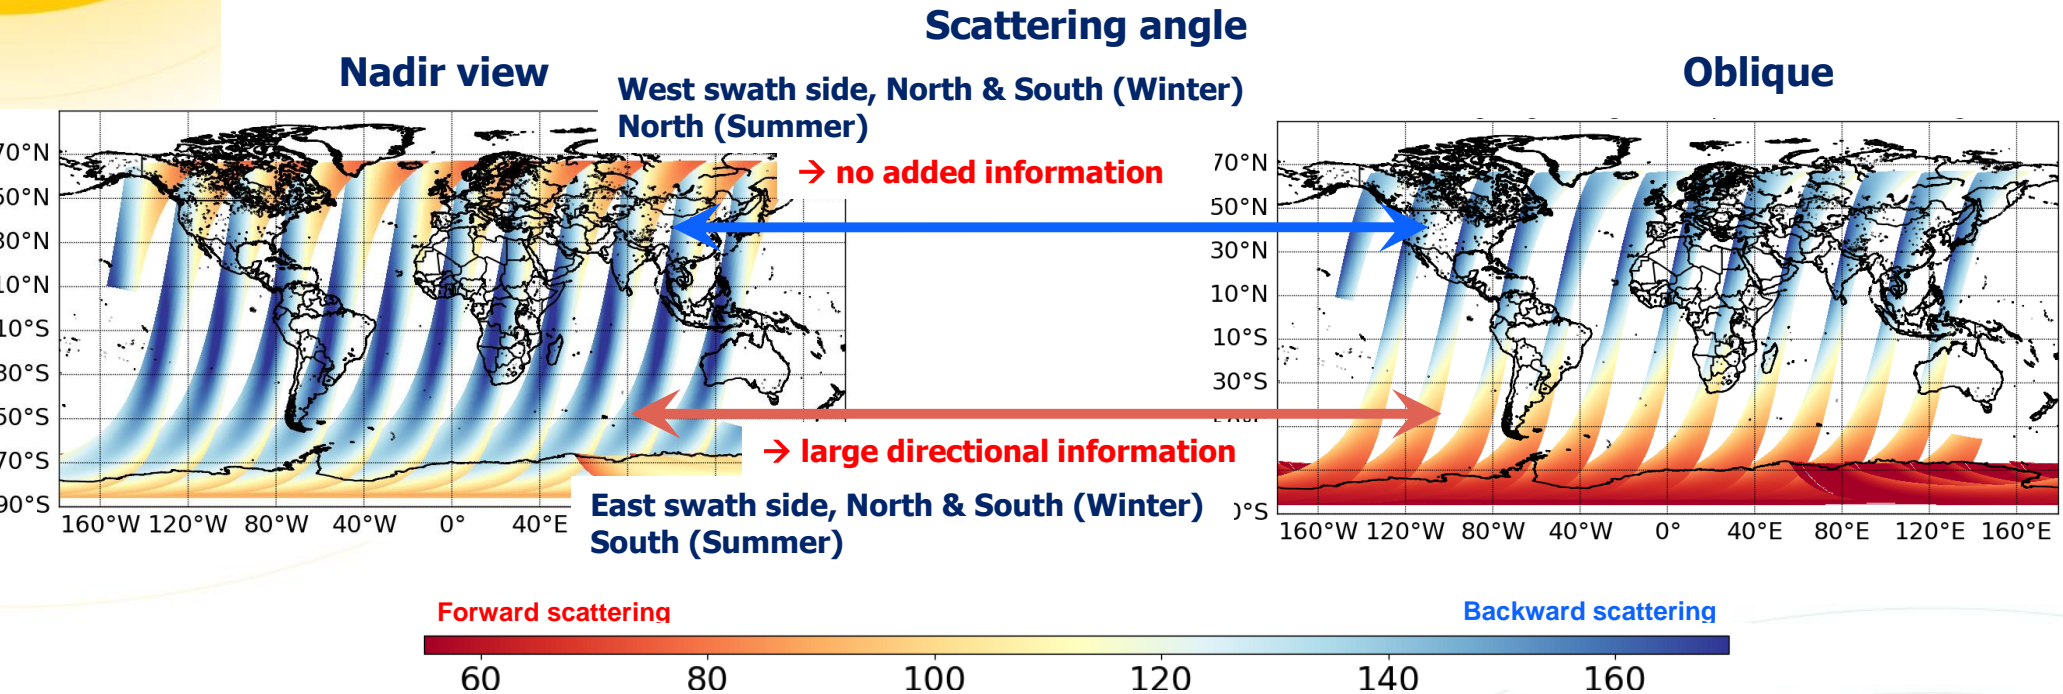 Scattering angle
Nadir view
Oblique
West swath side, North & South (Winter)
North (Summer)
→ no added information
70°N
50°N
30°N
10°N
10°S
30°S
50°S
70°S
90°S
160°W 120°W 80°W 40°W 0° 40°E
70°N
50°N
30°N
10°N
10°S
30°S
°S
160°W 120°W 80°W 40°W 0° 40°E 80°E 120°E 160°E
→ large directional information
East swath side, North & South (Winter)
South (Summer)
Forward scattering
Backward scattering
60 80 100 120 140 160